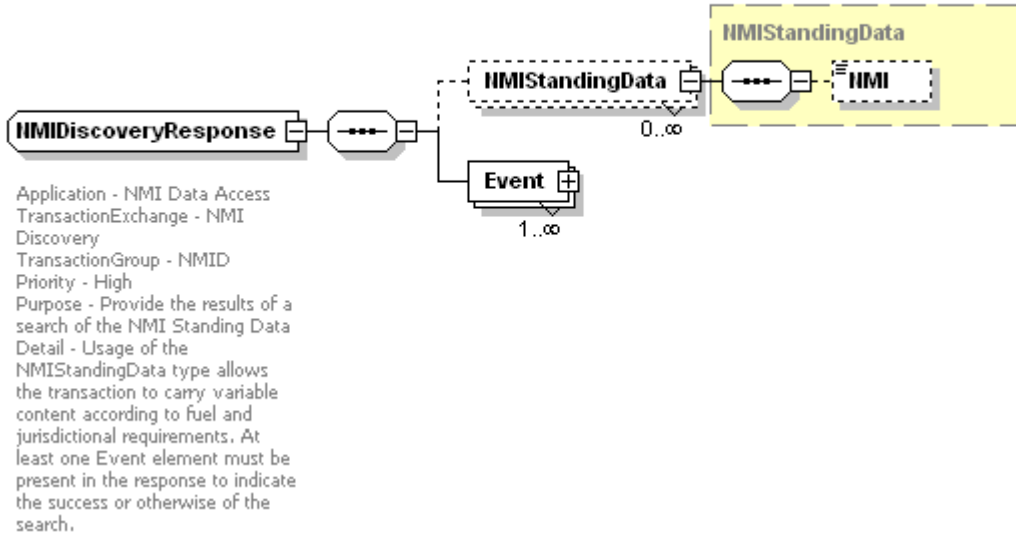 NMIStandingData
NMIStandingData
NMI
0..∞
NMIDiscoveryResponse
Event
1..∞
Application - NMI Data Access
TransactionExchange - NMI
Discovery
TransactionGroup - NMID
Priority - High
Purpose - Provide the results of a
search of the NMI Standing Data
Detail - Usage of the
NMIStandingData type allows
the transaction to carry variable
content according to fuel and
jurisdictional requirements. At
least one Event element must be
present in the response to indicate
the success or otherwise of the
search.